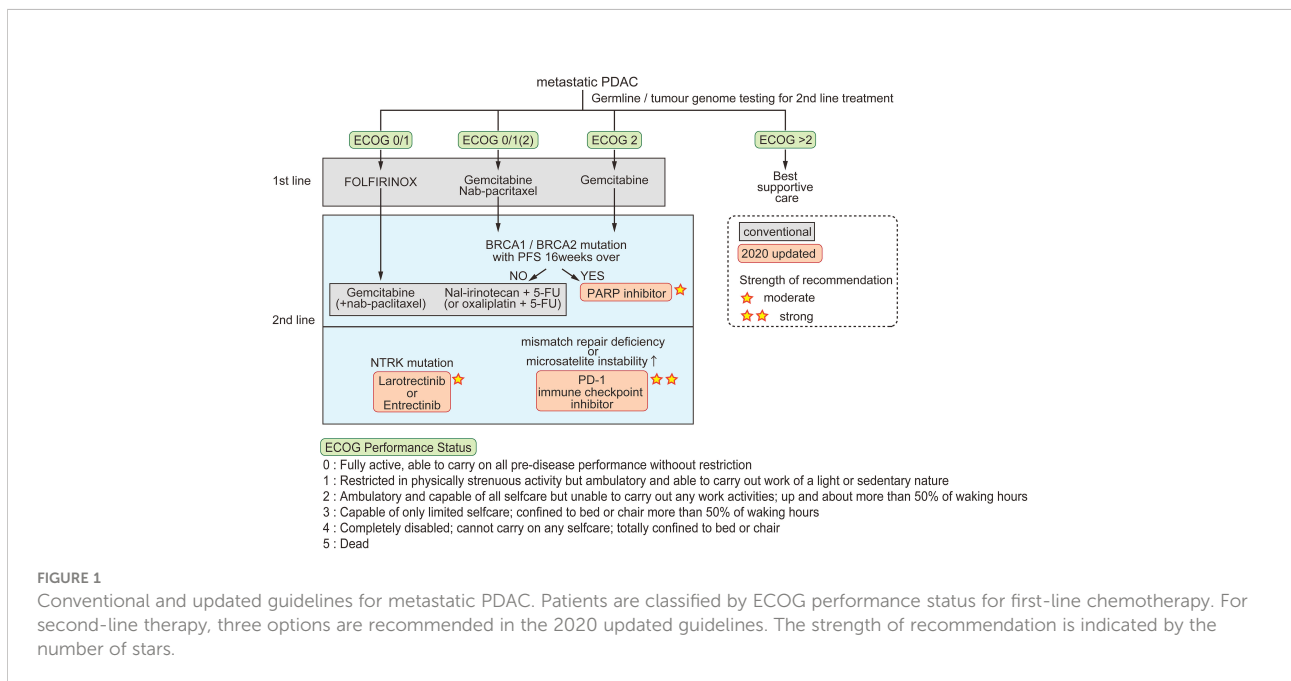 metastatic PDAC
Germline / tumour genome testing for 2nd line treatment
ECOG 0/1
ECOG 0/1(2)
ECOG 2
ECOG >2
1st line
FOLFIRINOX
Gemcitabine
Nab-pacritaxel
Gemcitabine
Best
supportive
care
conventional
2020 updated
Strength of recommendation
moderate
strong
2nd line
BRCA1 / BRCA2 mutation
with PFS 16weeks over
NO
YES
Gemcitabine
(+nab-paclitaxel)
Nal-irinotecan + 5-FU
(or oxaliplatin + 5-FU)
PARP inhibitor
NTRK mutation
Larotrectinib
or
Entrectinib
mismatch repair deficiency
or
microsatelite instability ↑
PD-1
immune checkpoint
inhibitor
ECOG Performance Status
0 : Fully active, able to carry on all pre-disease performance withoout restriction
1 : Restricted in physically strenuous activity but ambulatory and able to carry out work of a light or sedentary nature
2 : Ambulatory and capable of all selfcare but unable to carry out any work activities; up and about more than 50% of waking hours
3 : Capable of only limited selfcare; confined to bed or chair more than 50% of waking hours
4 : Completely disabled; cannot carry on any selfcare; totally confined to bed or chair
5 : Dead
FIGURE 1
Conventional and updated guidelines for metastatic PDAC. Patients are classified by ECOG performance status for first-line chemotherapy. For
second-line therapy, three options are recommended in the 2020 updated guidelines. The strength of recommendation is indicated by the
number of stars.